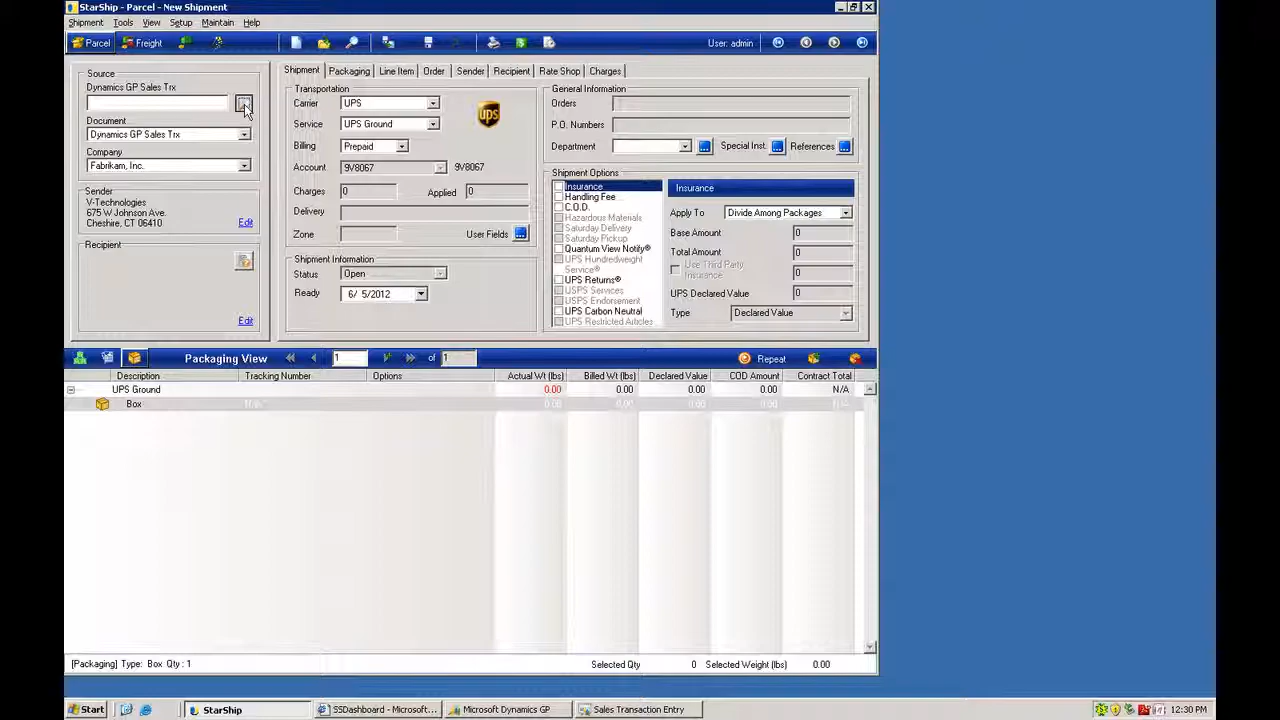 StarShip - Parcel - New Shipment
Shipment Tools View Setup Maintain Help
Parcel Freight User: admin
Source
Dynamics GP Sales Trx
Document
Dynamics GP Sales Trx
Company
Fabrikam, Inc.
Sender
V-Technologies
675 W Johnson Ave.
Cheshire, CT 06410
Edit
Recipient
Edit
Shipment Packaging Line Item Order Sender Recipient Rate Shop Charges
Transportation
Carrier UPS
Service UPS Ground
ups
Billing Prepaid
Account 9V8067 9V8067
Charges 0 Applied 0
Delivery
Zone User Fields
Shipment Information
Status Open
Ready 6/ 5/2012
General Information
Orders
P.O. Numbers
Department Special Inst. References
Shipment Options
Insurance
Handling Fee
C.O.D.
Hazardous Materials
Saturday Delivery
Saturday Pickup
Quantum View Notify®
UPS Hundredweight
Service®
UPS Returns®
USPS Services
USPS Endorsement
UPS Carbon Neutral
UPS Restricted Articles
Insurance
Apply To Divide Among Packages
Base Amount 0
Total Amount 0
Use Third Party
Insurance 0
UPS Declared Value 0
Type Declared Value
Packaging View 1 of 1 Repeat
Description Tracking Number Options Actual Wt (lbs) Billed Wt (lbs) Declared Value COD Amount Contract Total
UPS Ground 0.00 0.00 0.00 0.00 N/A
Box N/A 0.00 0.00 0.00 0.00 N/A
[Packaging] Type: Box Qty : 1 Selected Qty 0 Selected Weight (lbs) 0.00
Start StarShip SSDashboard - Microsoft... Microsoft Dynamics GP Sales Transaction Entry 12:30 PM